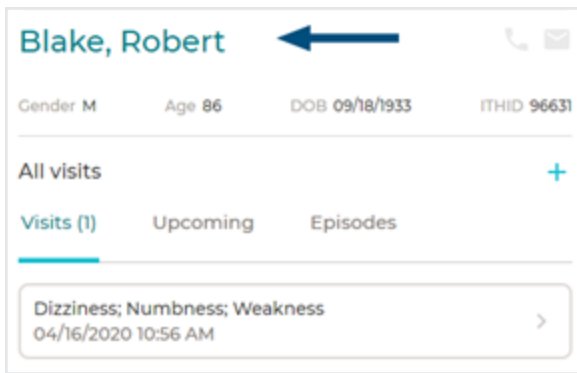 Blake, Robert
Gender M Age 86 DOB 09/18/1933 ITHID 96631
All visits
Visits (1) Upcoming Episodes
Dizziness; Numbness; Weakness
04/16/2020 10:56 AM